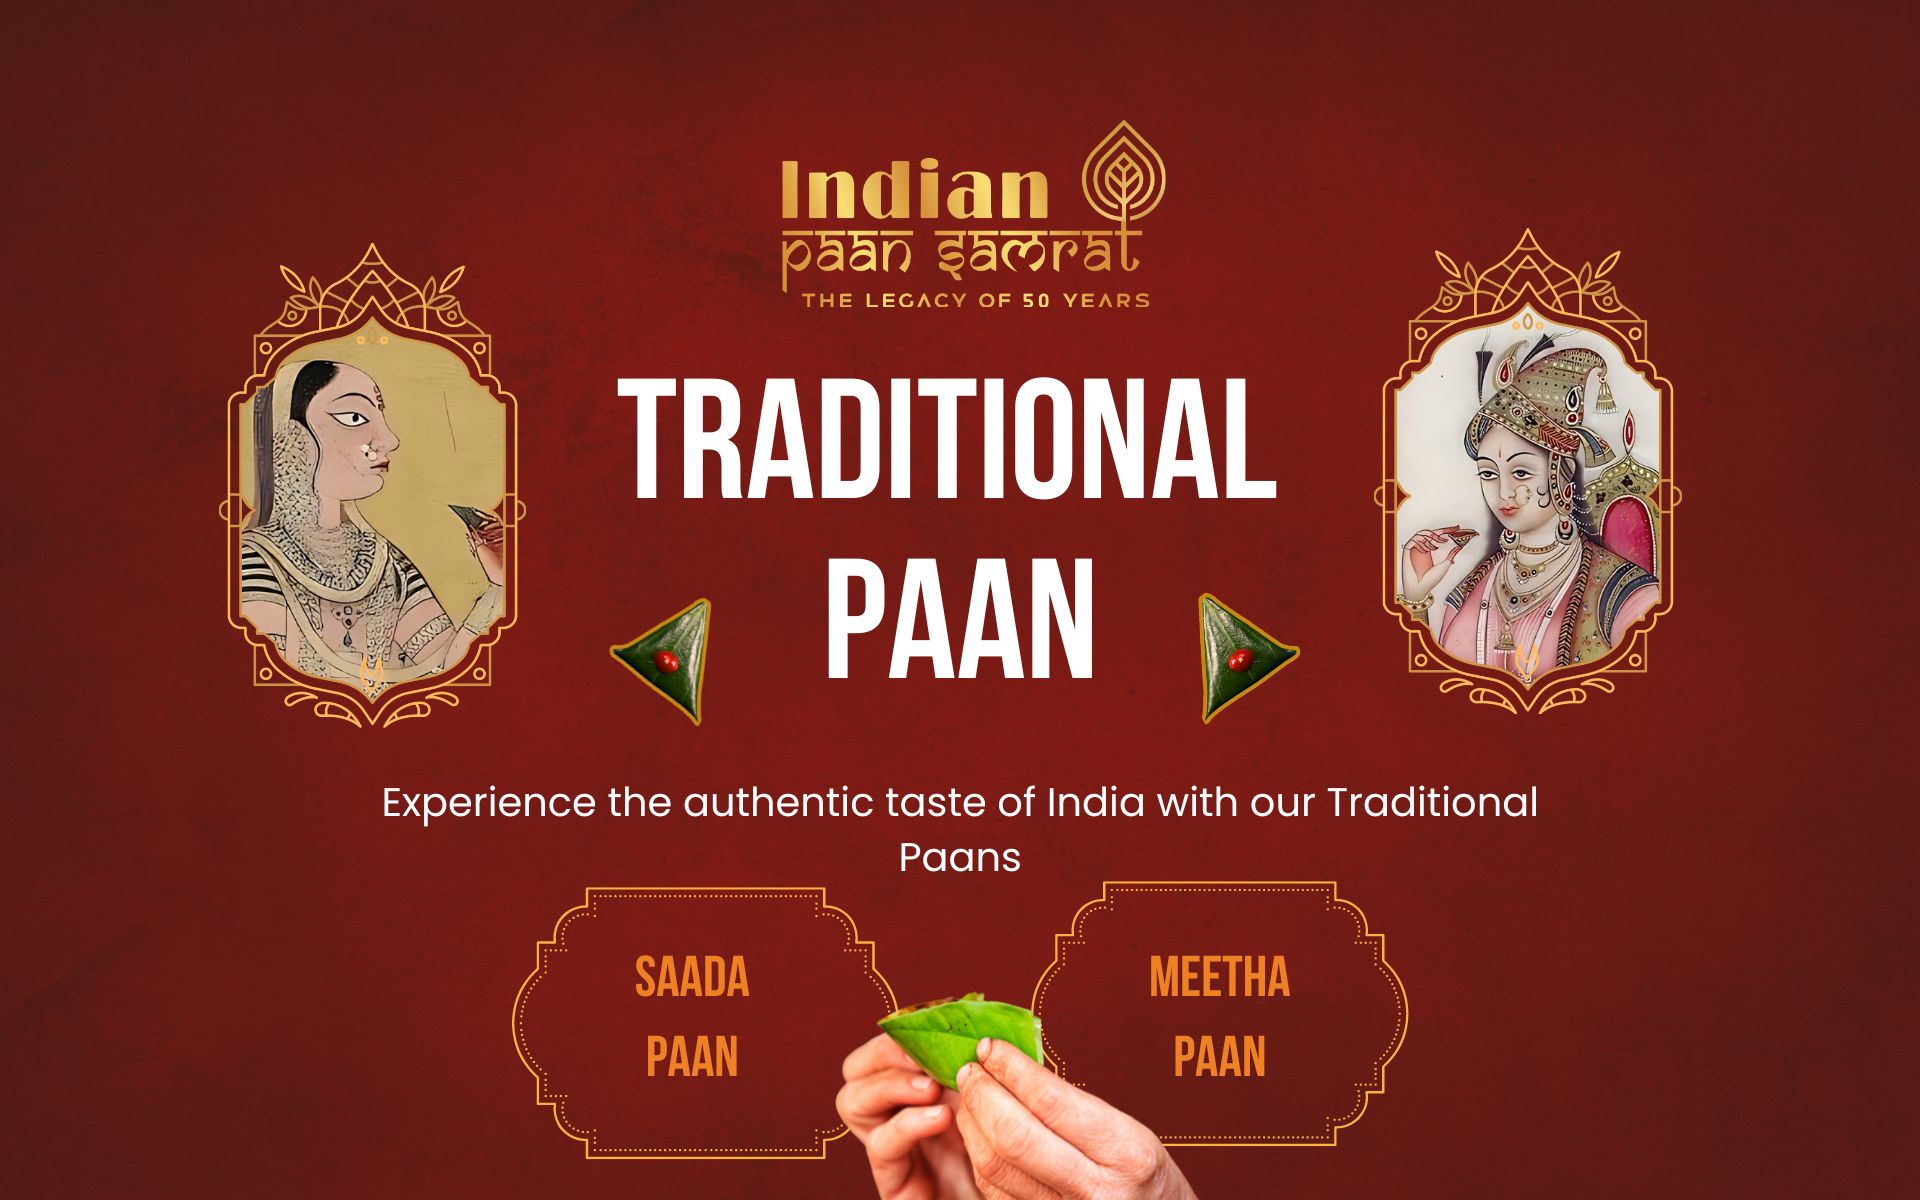 Indian
paan samrat
THE LEGACY OF 50 YEARS
TRADITIONAL
PAAN
Experience the authentic taste of India with our Traditional
Paans
SAADA
PAAN
MEETHA
PAAN